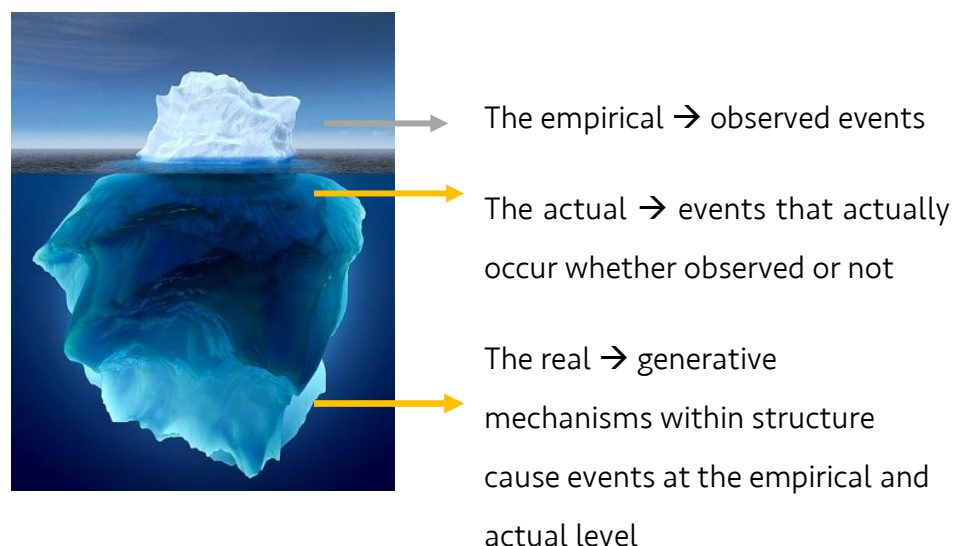 The empirical → observed events
The actual → events that actually
occur whether observed or not
The real → generative
mechanisms within structure
cause events at the empirical and
actual level